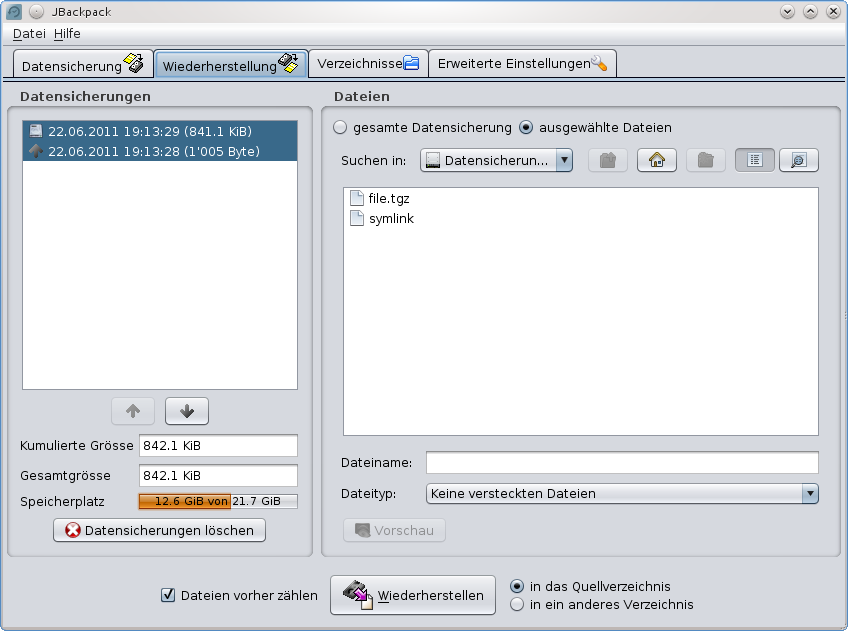 JBackpack
Datei Hilfe
Datensicherung Wiederherstellung Verzeichnisse Erweiterte Einstellungen
Datensicherungen
22.06.2011 19:13:29 (841.1 KiB)
22.06.2011 19:13:28 (1'005 Byte)
Kumulierte Grösse 842.1 KiB
Gesamtgrösse 842.1 KiB
Speicherplatz 12.6 GiB von 21.7 GiB
Datensicherungen löschen
Dateien
gesamte Datensicherung ausgewählte Dateien
Suchen in: Datensicherun...
file.tgz
symlink
Dateiname:
Dateityp: Keine versteckten Dateien
Vorschau
Dateien vorher zählen Wiederherstellen
in das Quellverzeichnis
in ein anderes Verzeichnis